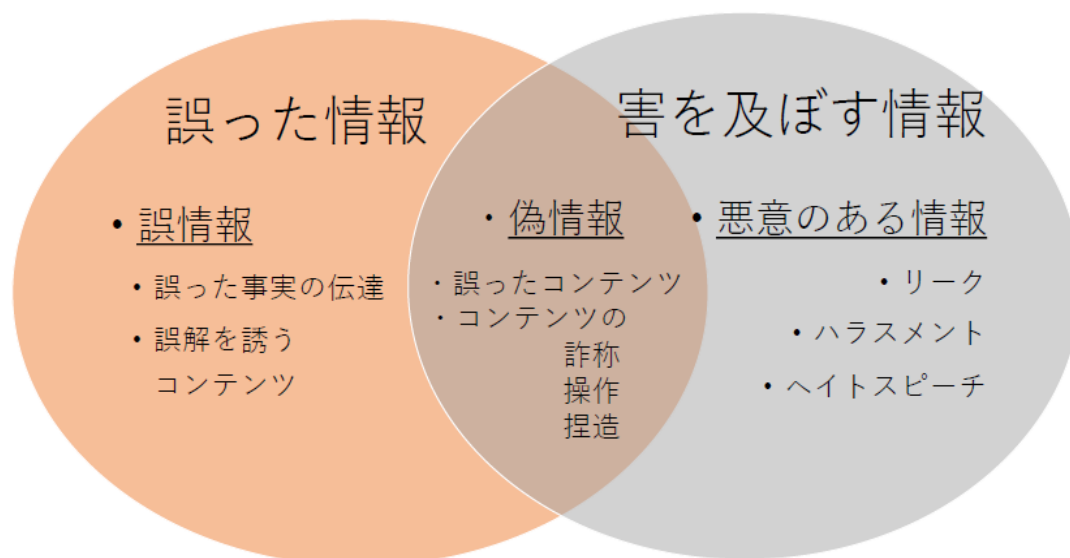 誤った情報
・誤情報
・誤った事実の伝達
・誤解を誘う
コンテンツ
・偽情報
・誤ったコンテンツ
・コンテンツの
詐称
操作
捏造
害を及ぼす情報
・悪意のある情報
・リーク
・ハラスメント
・ヘイトスピーチ